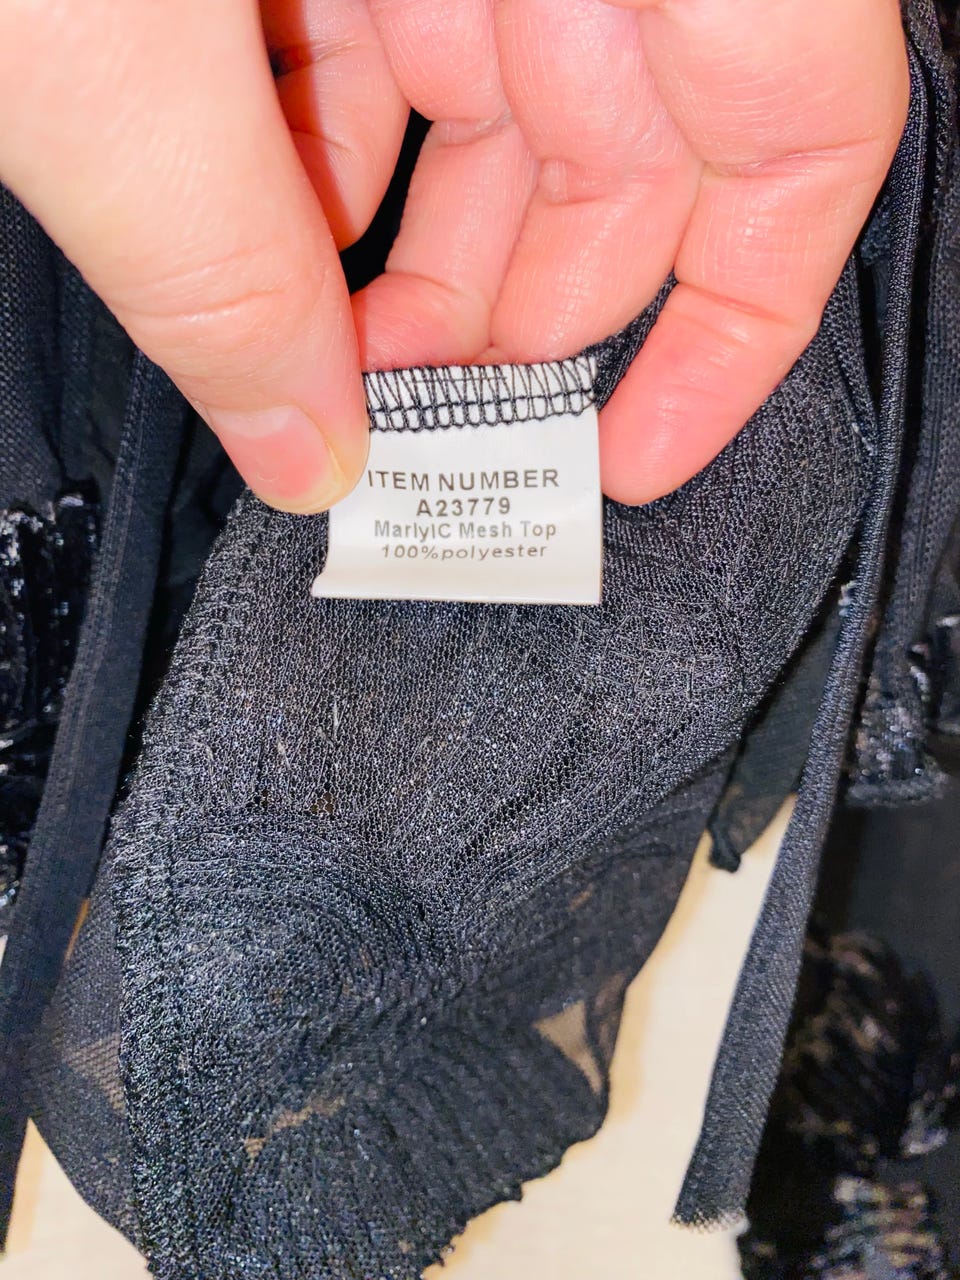 ITEM NUMBER
A23779
MarlyIC Mesh Top
100%polyester